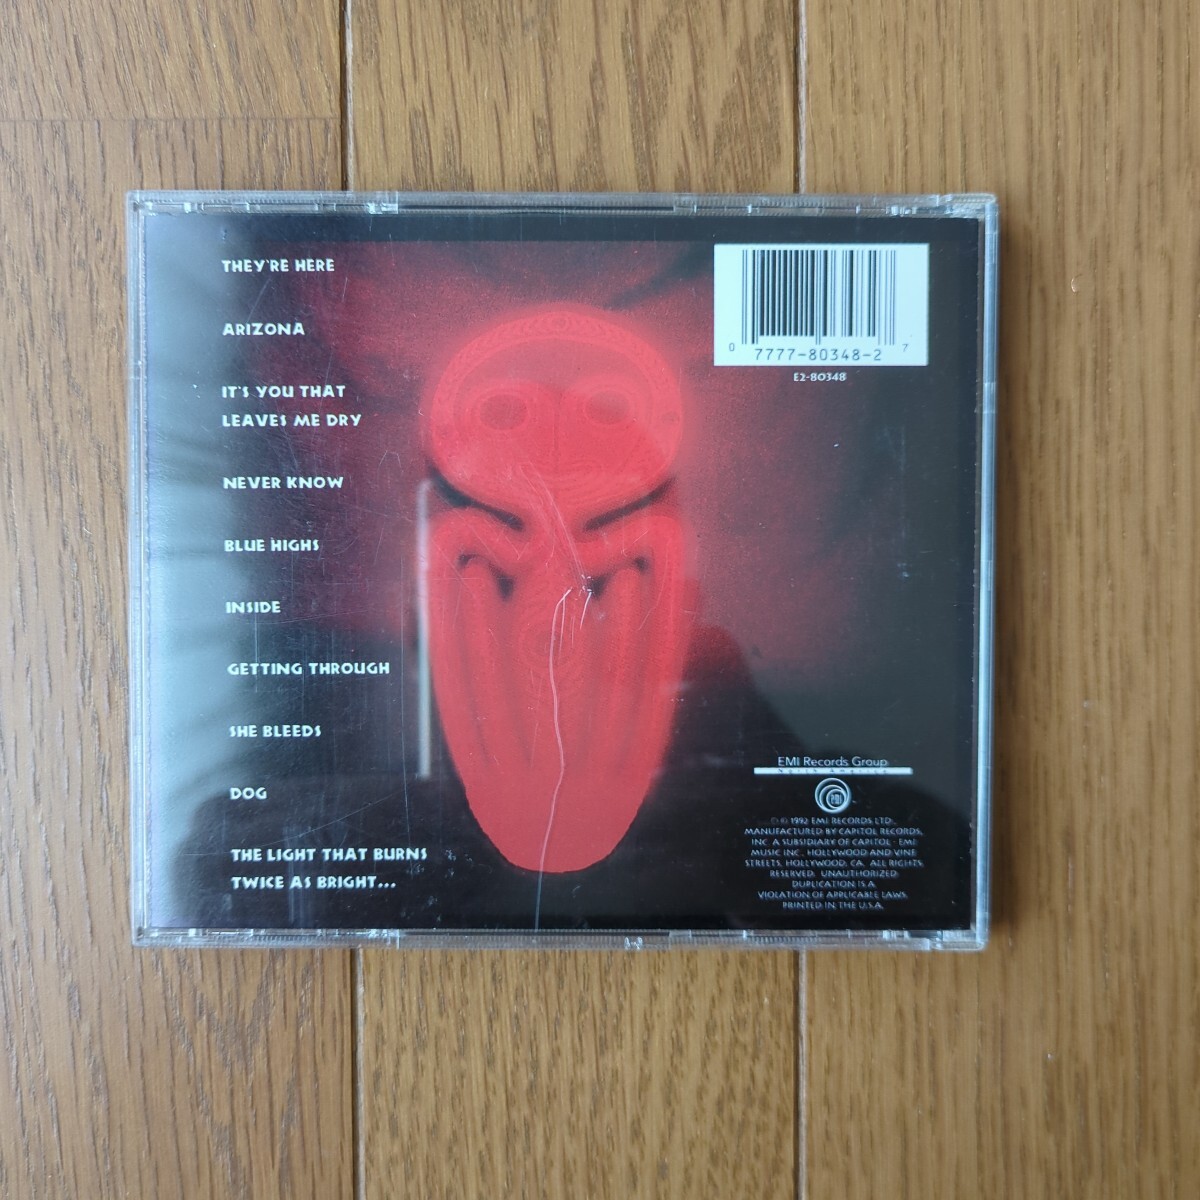 THEY'RE HERE
ARIZONA
IT'S YOU THAT
LEAVES ME DRY
NEVER KNOW
BLUE HIGHS
INSIDE
GETTING THROUGH
SHE BLEEDS
DOG
THE LIGHT THAT BURNS
TWICE AS BRIGHT...
0 7777-80348-2 7
E2-80348
EMI Records Group
North America
EMI
1992 EMI RECORDS LTD.
MANUFACTURED BY CAPITOL RECORDS,
INC. A SUBSIDIARY OF CAPITOL - EMI
MUSIC INC. HOLLYWOOD AND VINE
STREETS, HOLLYWOOD, CA. ALL RIGHTS
RESERVED. UNAUTHORIZED
DUPLICATION IS A
VIOLATION OF APPLICABLE LAWS.
PRINTED IN THE U.S.A.